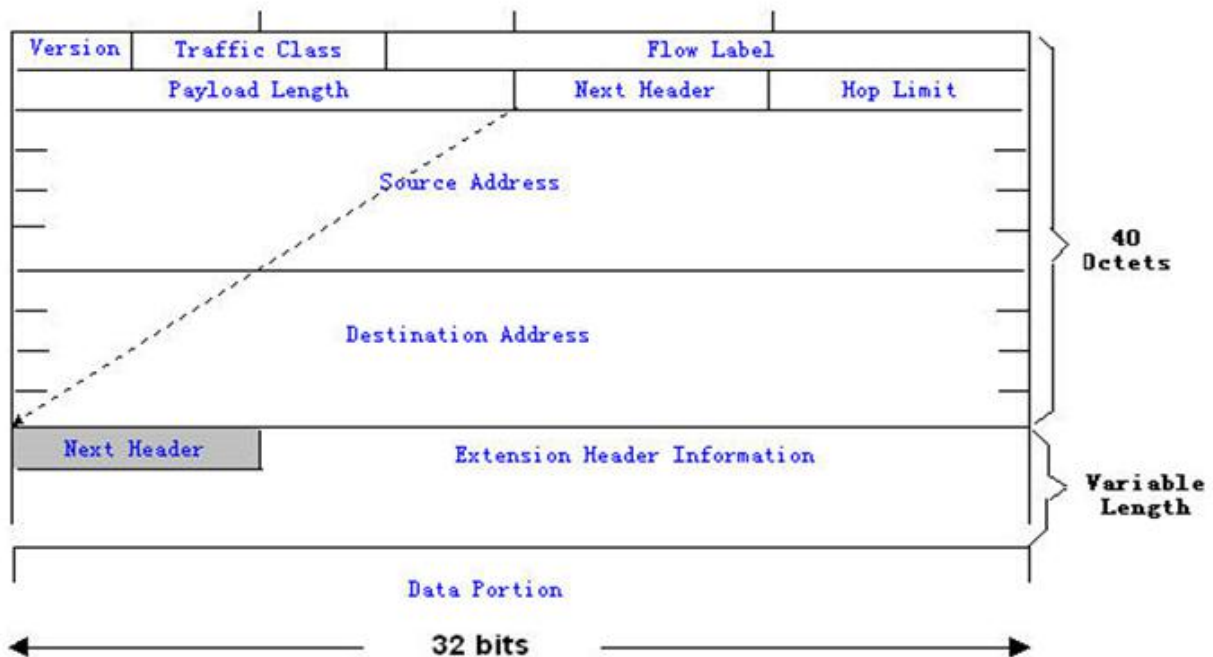 Version Traffic Class Flow Label
Payload Length Next Header Hop Limit
Source Address
40
Octets
Destination Address
Next Header Extension Header Information
Variable
Length
Data Portion
32 bits